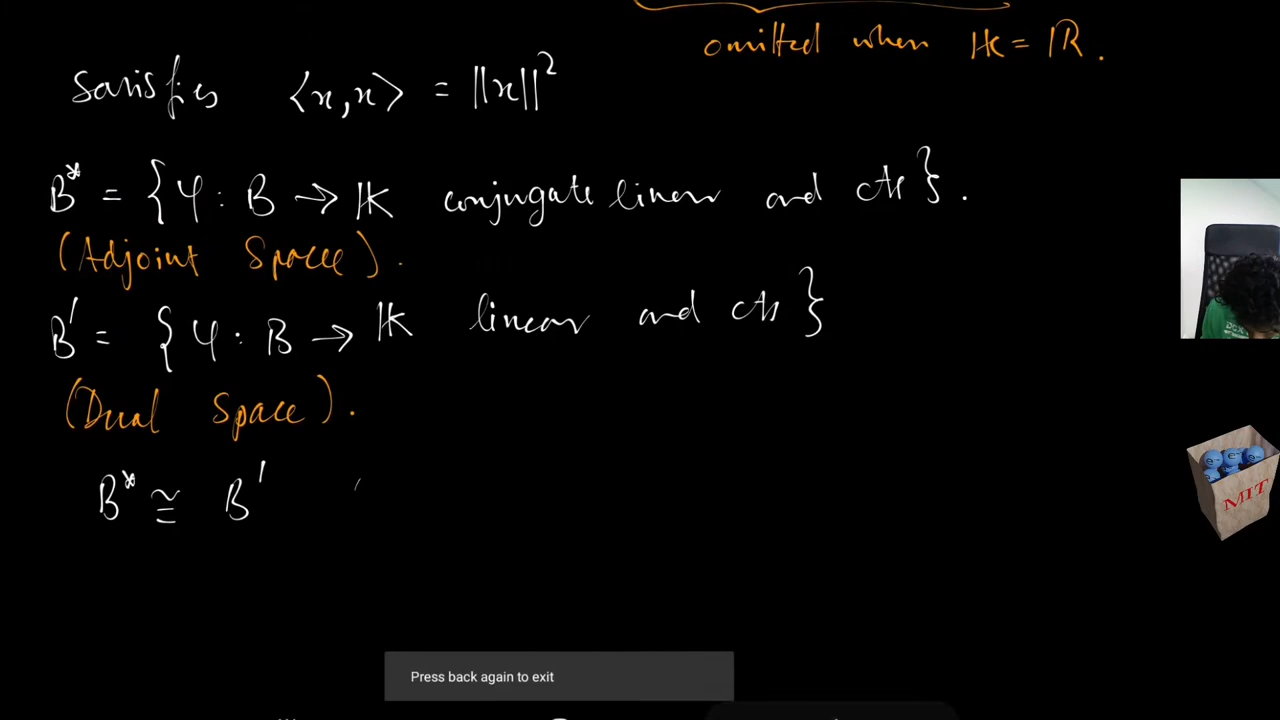 omitted when 𝕂 = ℝ.
Satisfies ⟨x,x⟩ = ||x||²
B* = {φ : B → 𝕂 conjugate linear and cts}.
(Adjoint Space).
B' = {φ : B → 𝕂 linear and cts}
(Dual Space).
B* ≅ B'
MIT
Press back again to exit